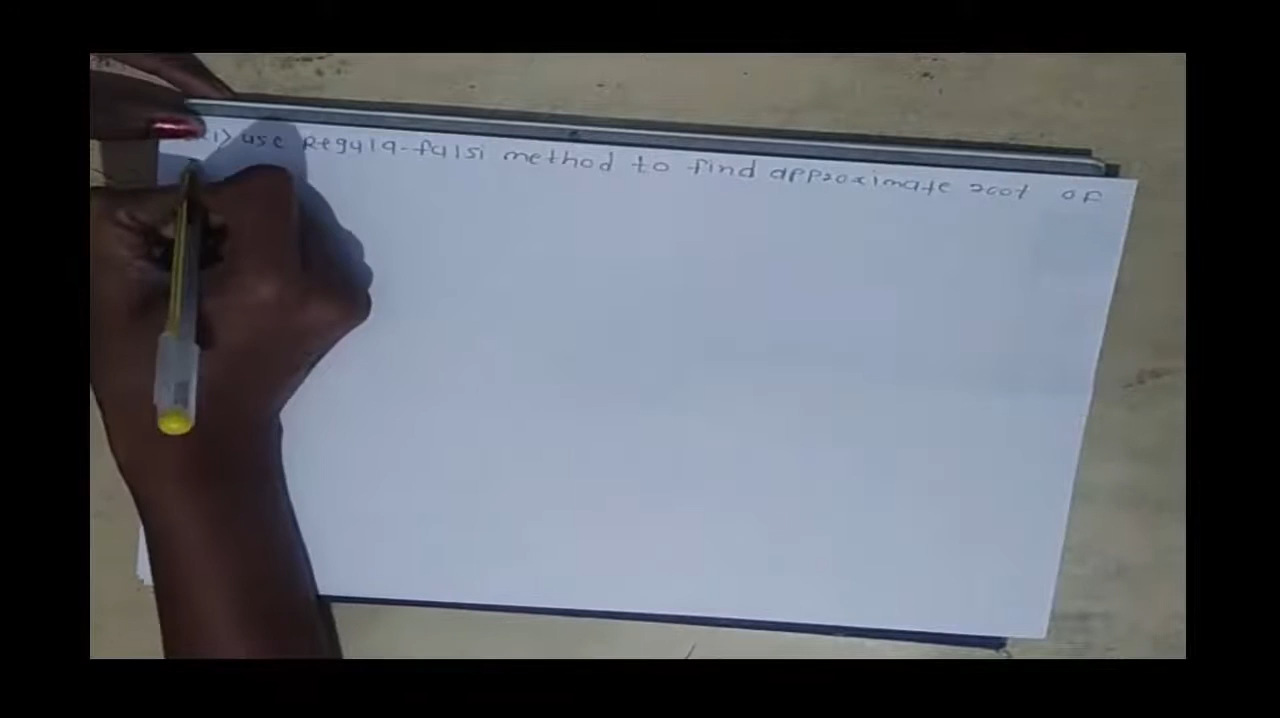 1) use Regula-falsi method to find approximate root of